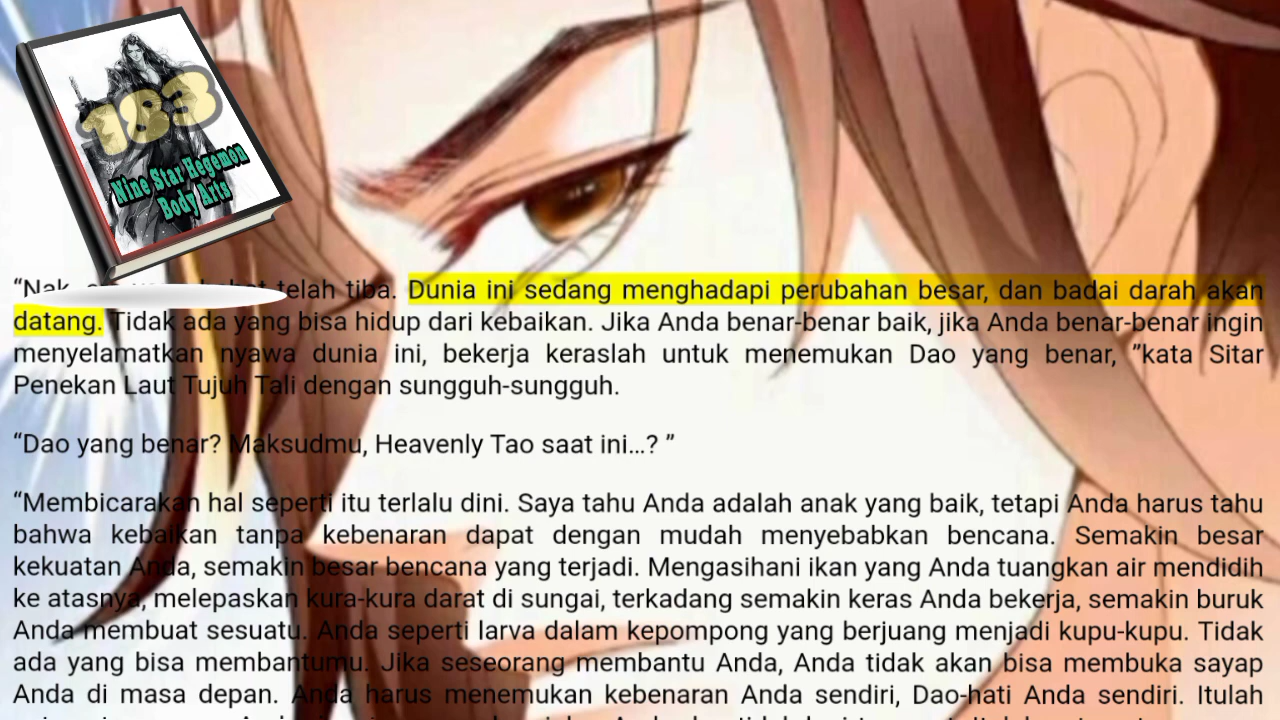 183
Nine Star Hegemon
Body Arts
“Nak, telah tiba. Dunia ini sedang menghadapi perubahan besar, dan badai darah akan
datang. Tidak ada yang bisa hidup dari kebaikan. Jika Anda benar-benar baik, jika Anda benar-benar ingin
menyelamatkan nyawa dunia ini, bekerja keraslah untuk menemukan Dao yang benar, ”kata Sitar
Penekan Laut Tujuh Tali dengan sungguh-sungguh.
“Dao yang benar? Maksudmu, Heavenly Tao saat ini…? ”
“Membicarakan hal seperti itu terlalu dini. Saya tahu Anda adalah anak yang baik, tetapi Anda harus tahu
bahwa kebaikan tanpa kebenaran dapat dengan mudah menyebabkan bencana. Semakin besar
kekuatan Anda, semakin besar bencana yang terjadi. Mengasihani ikan yang Anda tuangkan air mendidih
ke atasnya, melepaskan kura-kura darat di sungai, terkadang semakin keras Anda bekerja, semakin buruk
Anda membuat sesuatu. Anda seperti larva dalam kepompong yang berjuang menjadi kupu-kupu. Tidak
ada yang bisa membantumu. Jika seseorang membantu Anda, Anda tidak akan bisa membuka sayap
Anda di masa depan. Anda harus menemukan kebenaran Anda sendiri, Dao-hati Anda sendiri. Itulah